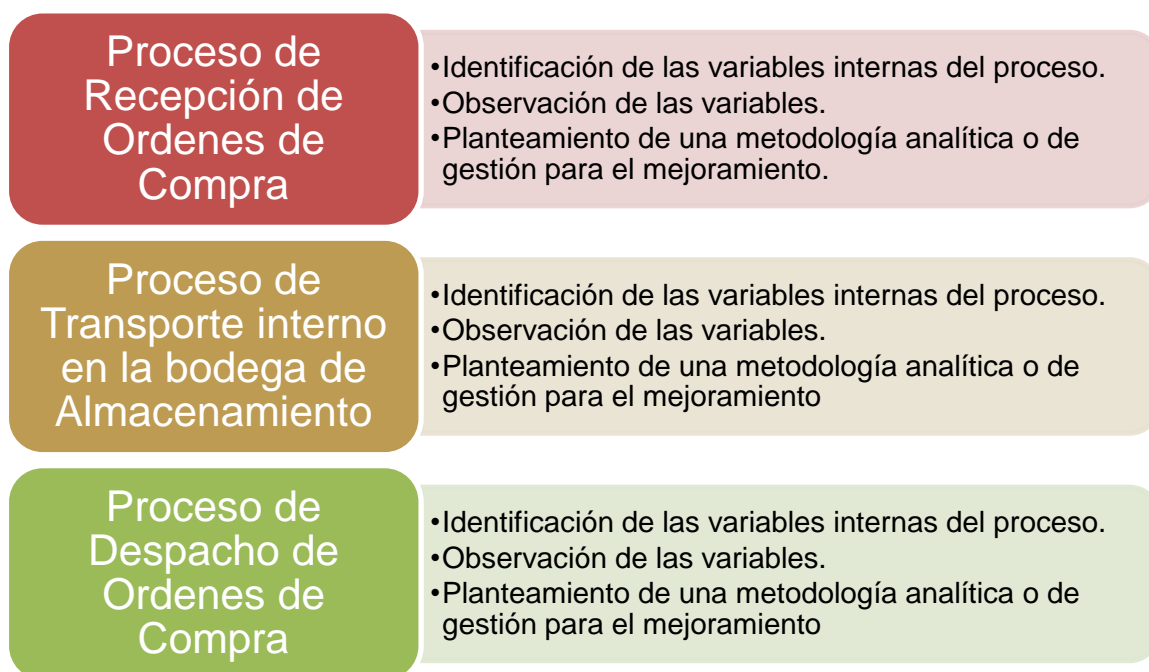 Proceso de
Recepción de
Ordenes de
Compra
•Identificación de las variables internas del proceso.
•Observación de las variables.
•Planteamiento de una metodología analítica o de
gestión para el mejoramiento.
Proceso de
Transporte interno
en la bodega de
Almacenamiento
•Identificación de las variables internas del proceso.
•Observación de las variables.
•Planteamiento de una metodología analítica o de
gestión para el mejoramiento
Proceso de
Despacho de
Ordenes de
Compra
•Identificación de las variables internas del proceso.
•Observación de las variables.
•Planteamiento de una metodología analítica o de
gestión para el mejoramiento